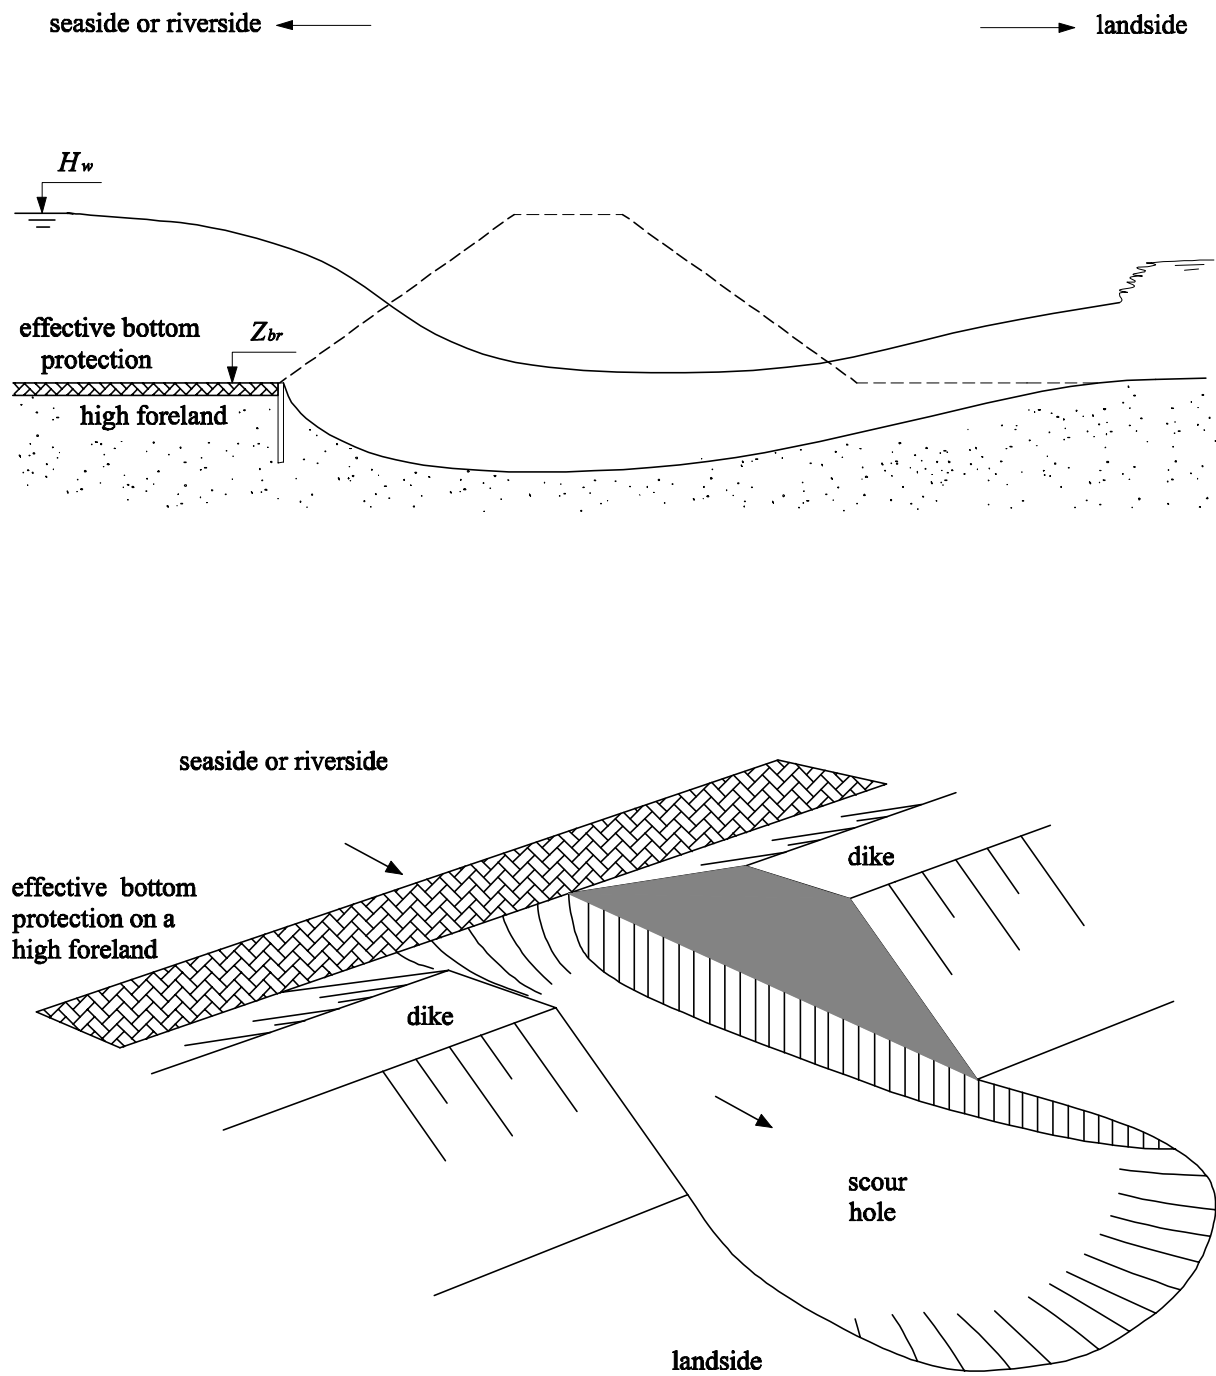 seaside or riverside
landside
Hw
effective bottom
protection
Zbr
high foreland
seaside or riverside
effective bottom
protection on a
high foreland
dike
dike
scour
hole
landside